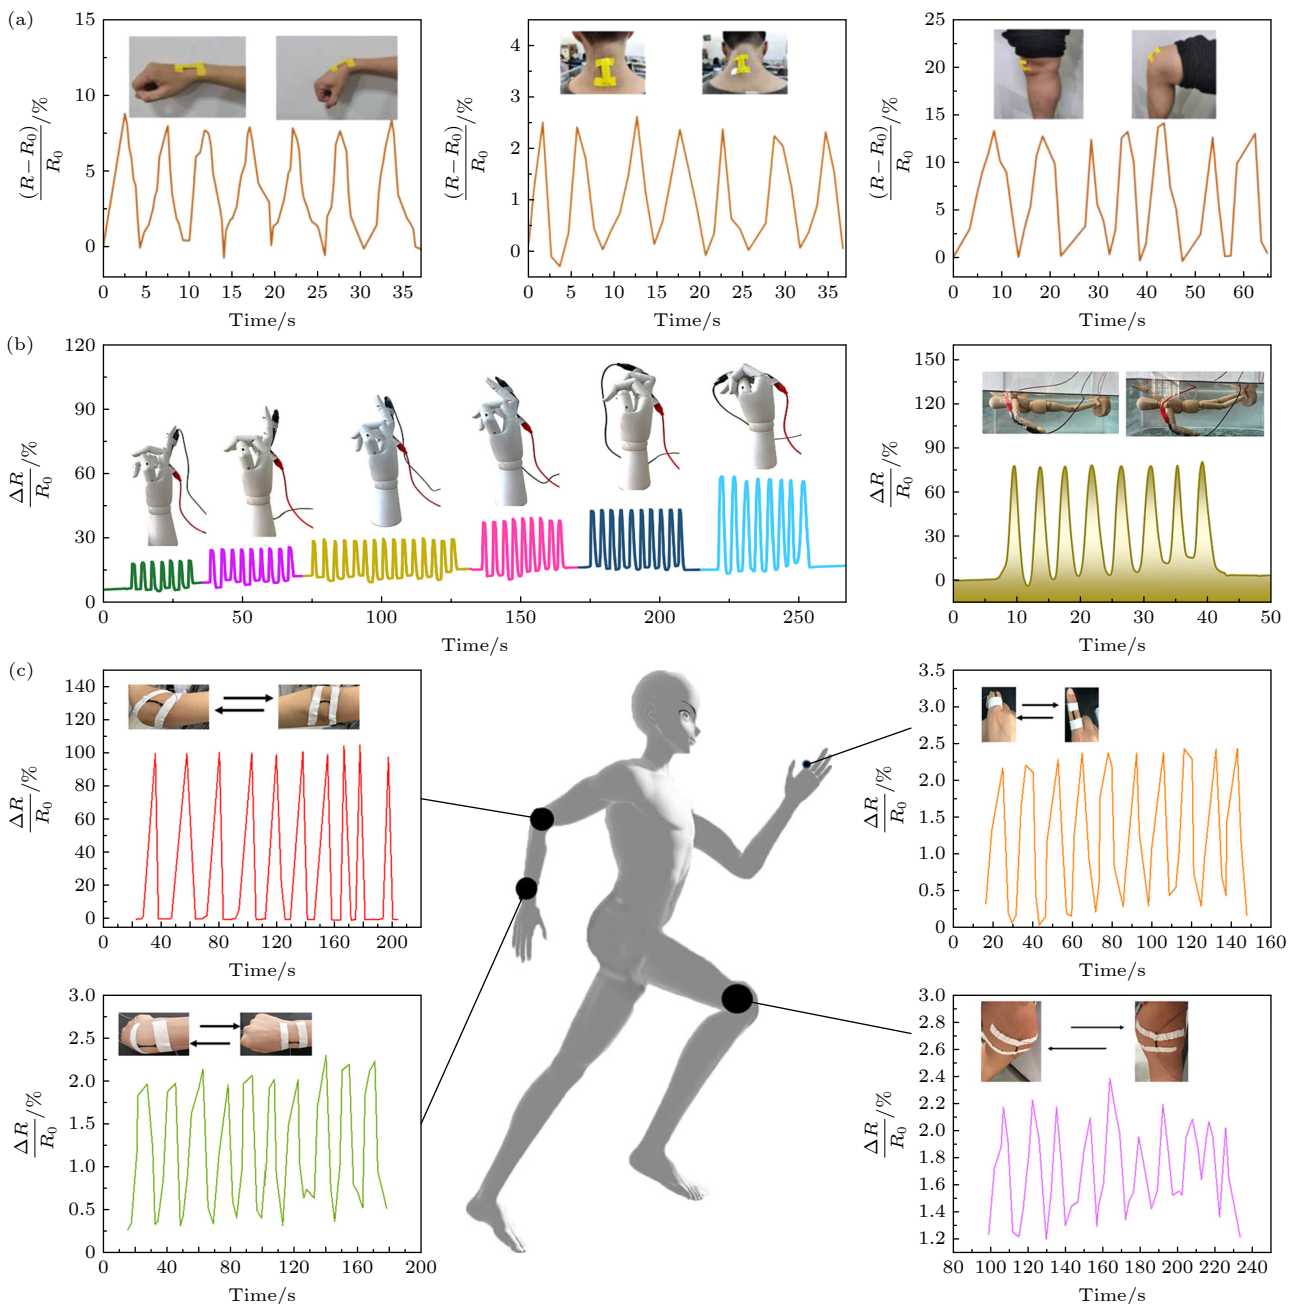 (a)
15
10
5
0
(R−R0)/R0 /%
0 5 10 15 20 25 30 35
Time/s
4
3
2
1
0
(R−R0)/R0 /%
0 5 10 15 20 25 30 35
Time/s
25
20
15
10
5
0
(R−R0)/R0 /%
0 10 20 30 40 50 60
Time/s
(b)
120
90
60
30
0
ΔR/R0 /%
0 50 100 150 200 250
Time/s
150
120
90
60
30
0
ΔR/R0 /%
0 10 20 30 40 50
Time/s
(c)
140
120
100
80
60
40
20
0
ΔR/R0 /%
0 40 80 120 160 200
Time/s
3.5
3.0
2.5
2.0
1.5
1.0
0.5
0
ΔR/R0 /%
0 20 40 60 80 100 120 140 160
Time/s
3.0
2.5
2.0
1.5
1.0
0.5
0
ΔR/R0 /%
0 40 80 120 160 200
Time/s
3.0
2.8
2.6
2.4
2.2
2.0
1.8
1.6
1.4
1.2
ΔR/R0 /%
80 100 120 140 160 180 200 220 240
Time/s